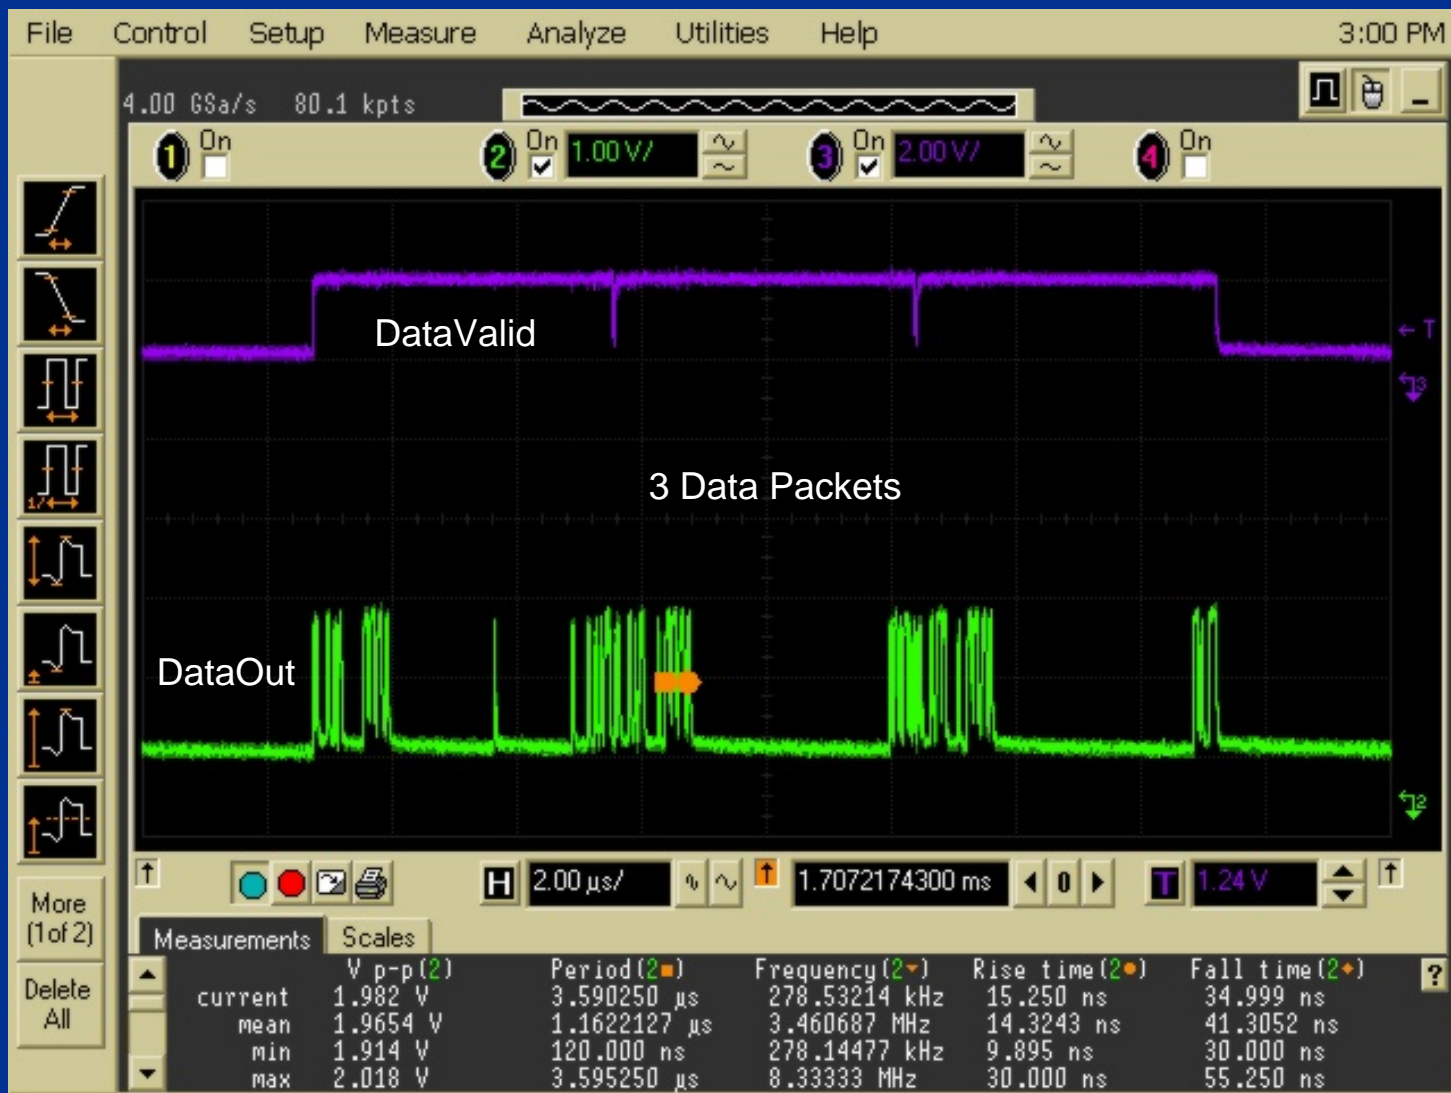 File Control Setup Measure Analyze Utilities Help 3:00 PM
4.00 GSa/s 80.1 kpts
1 On 2 On 1.00 V/ 3 On 2.00 V/ 4 On
DataValid
T
3
3 Data Packets
DataOut
2
H 2.00 µs/ 1.7072174300 ms 0 T 1.24 V
More
(1 of 2)
Delete
All
Measurements Scales
V p-p(2) Period(2) Frequency(2) Rise time(2) Fall time(2) ?
current 1.982 V 3.590250 µs 278.53214 kHz 15.250 ns 34.999 ns
mean 1.9654 V 1.1622127 µs 3.460687 MHz 14.3243 ns 41.3052 ns
min 1.914 V 120.000 ns 278.14477 kHz 9.895 ns 30.000 ns
max 2.018 V 3.595250 µs 8.33333 MHz 30.000 ns 55.250 ns